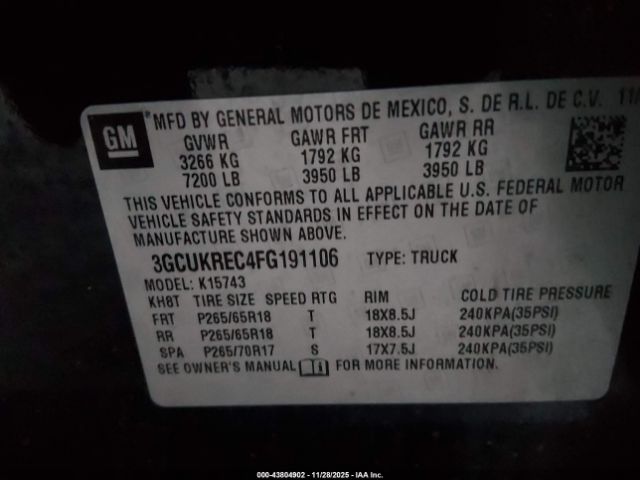 GM
MFD BY GENERAL MOTORS DE MEXICO, S. DE R.L. DE C.V. 11/
GVWR GAWR FRT GAWR RR
3266 KG 1792 KG 1792 KG
7200 LB 3950 LB 3950 LB
THIS VEHICLE CONFORMS TO ALL APPLICABLE U.S. FEDERAL MOTOR
VEHICLE SAFETY STANDARDS IN EFFECT ON THE DATE OF
MANUFACTURE SHOWN ABOVE.
3GCUKREC4FG191106 TYPE: TRUCK
MODEL: K15743
KH8T TIRE SIZE SPEED RTG RIM COLD TIRE PRESSURE
FRT P265/65R18 T 18X8.5J 240KPA(35PSI)
RR P265/65R18 T 18X8.5J 240KPA(35PSI)
SPA P265/70R17 S 17X7.5J 240KPA(35PSI)
SEE OWNER'S MANUAL FOR MORE INFORMATION.
000-43804902 - 11/28/2025 - IAA Inc.